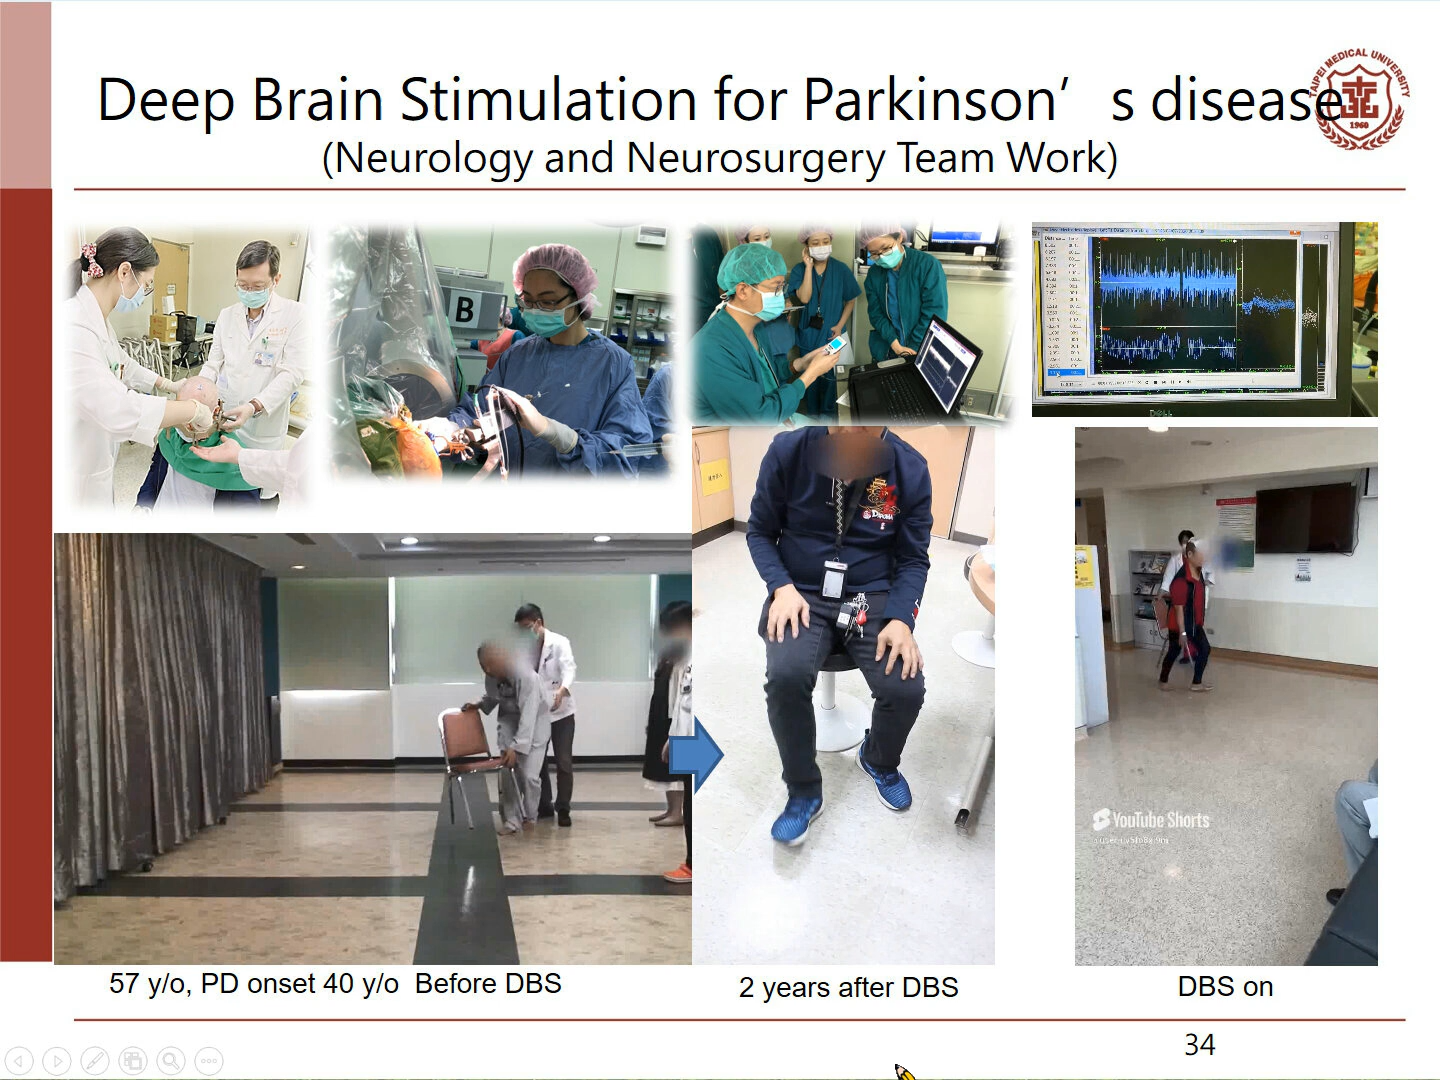 Deep Brain Stimulation for Parkinson’s disease
(Neurology and Neurosurgery Team Work)
TAIPEI MEDICAL UNIVERSITY
1960
B
DELL
YouTube Shorts
57 y/o, PD onset 40 y/o Before DBS
2 years after DBS
DBS on
34